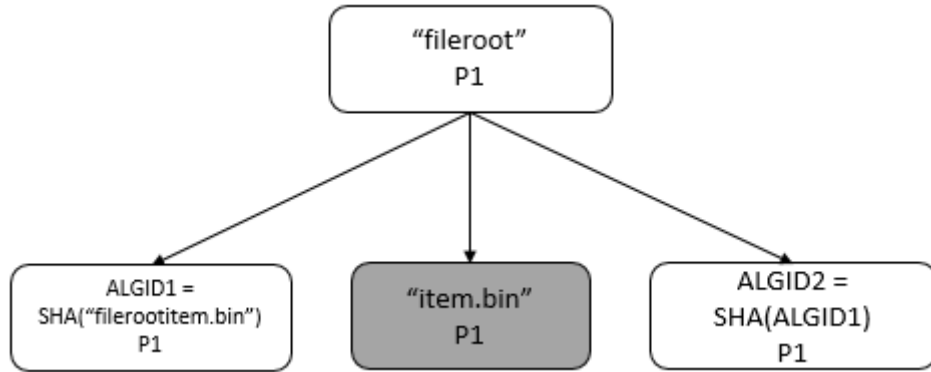 “fileroot”
P1
ALGID1 =
SHA(“filerootitem.bin”)
P1
“item.bin”
P1
ALGID2 =
SHA(ALGID1)
P1